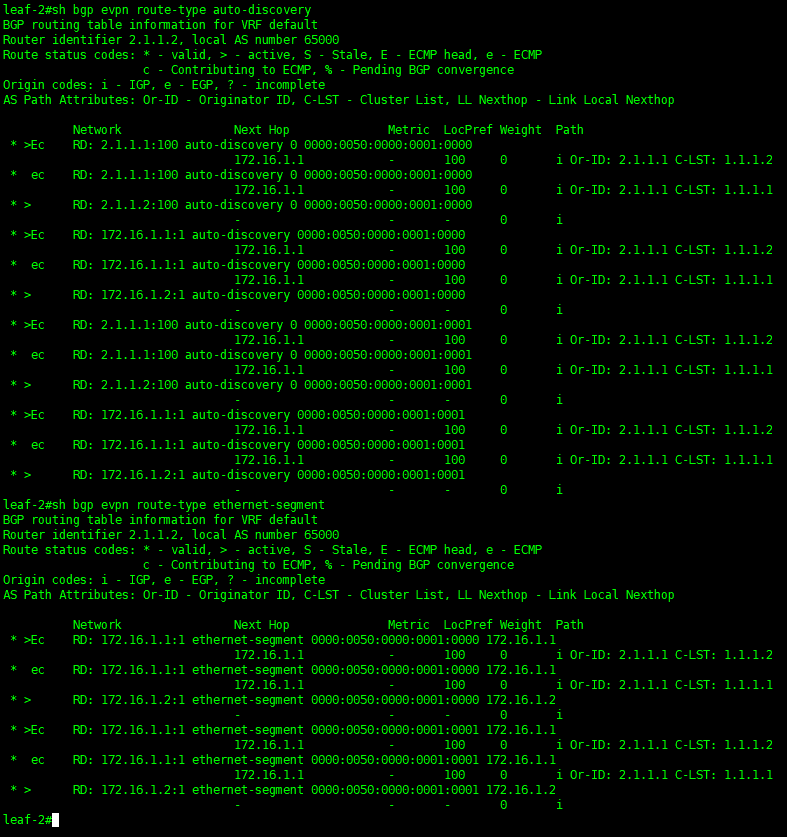 leaf-2#sh bgp evpn route-type auto-discovery
BGP routing table information for VRF default
Router identifier 2.1.1.2, local AS number 65000
Route status codes: * - valid, > - active, S - Stale, E - ECMP head, e - ECMP
                    c - Contributing to ECMP, % - Pending BGP convergence
Origin codes: i - IGP, e - EGP, ? - incomplete
AS Path Attributes: Or-ID - Originator ID, C-LST - Cluster List, LL Nexthop - Link Local Nexthop

          Network                Next Hop              Metric  LocPref Weight  Path
 * >Ec    RD: 2.1.1.1:100 auto-discovery 0 0000:0050:0000:0001:0000
                                 172.16.1.1            -       100     0       i Or-ID: 2.1.1.1 C-LST: 1.1.1.2
 *  ec    RD: 2.1.1.1:100 auto-discovery 0 0000:0050:0000:0001:0000
                                 172.16.1.1            -       100     0       i Or-ID: 2.1.1.1 C-LST: 1.1.1.1
 * >      RD: 2.1.1.2:100 auto-discovery 0 0000:0050:0000:0001:0000
                                 -                     -       -       0       i
 * >Ec    RD: 172.16.1.1:1 auto-discovery 0000:0050:0000:0001:0000
                                 172.16.1.1            -       100     0       i Or-ID: 2.1.1.1 C-LST: 1.1.1.2
 *  ec    RD: 172.16.1.1:1 auto-discovery 0000:0050:0000:0001:0000
                                 172.16.1.1            -       100     0       i Or-ID: 2.1.1.1 C-LST: 1.1.1.1
 * >      RD: 172.16.1.2:1 auto-discovery 0000:0050:0000:0001:0000
                                 -                     -       -       0       i
 * >Ec    RD: 2.1.1.1:100 auto-discovery 0 0000:0050:0000:0001:0001
                                 172.16.1.1            -       100     0       i Or-ID: 2.1.1.1 C-LST: 1.1.1.2
 *  ec    RD: 2.1.1.1:100 auto-discovery 0 0000:0050:0000:0001:0001
                                 172.16.1.1            -       100     0       i Or-ID: 2.1.1.1 C-LST: 1.1.1.1
 * >      RD: 2.1.1.2:100 auto-discovery 0 0000:0050:0000:0001:0001
                                 -                     -       -       0       i
 * >Ec    RD: 172.16.1.1:1 auto-discovery 0000:0050:0000:0001:0001
                                 172.16.1.1            -       100     0       i Or-ID: 2.1.1.1 C-LST: 1.1.1.2
 *  ec    RD: 172.16.1.1:1 auto-discovery 0000:0050:0000:0001:0001
                                 172.16.1.1            -       100     0       i Or-ID: 2.1.1.1 C-LST: 1.1.1.1
 * >      RD: 172.16.1.2:1 auto-discovery 0000:0050:0000:0001:0001
                                 -                     -       -       0       i
leaf-2#sh bgp evpn route-type ethernet-segment
BGP routing table information for VRF default
Router identifier 2.1.1.2, local AS number 65000
Route status codes: * - valid, > - active, S - Stale, E - ECMP head, e - ECMP
                    c - Contributing to ECMP, % - Pending BGP convergence
Origin codes: i - IGP, e - EGP, ? - incomplete
AS Path Attributes: Or-ID - Originator ID, C-LST - Cluster List, LL Nexthop - Link Local Nexthop

          Network                Next Hop              Metric  LocPref Weight  Path
 * >Ec    RD: 172.16.1.1:1 ethernet-segment 0000:0050:0000:0001:0000 172.16.1.1
                                 172.16.1.1            -       100     0       i Or-ID: 2.1.1.1 C-LST: 1.1.1.2
 *  ec    RD: 172.16.1.1:1 ethernet-segment 0000:0050:0000:0001:0000 172.16.1.1
                                 172.16.1.1            -       100     0       i Or-ID: 2.1.1.1 C-LST: 1.1.1.1
 * >      RD: 172.16.1.2:1 ethernet-segment 0000:0050:0000:0001:0000 172.16.1.2
                                 -                     -       -       0       i
 * >Ec    RD: 172.16.1.1:1 ethernet-segment 0000:0050:0000:0001:0001 172.16.1.1
                                 172.16.1.1            -       100     0       i Or-ID: 2.1.1.1 C-LST: 1.1.1.2
 *  ec    RD: 172.16.1.1:1 ethernet-segment 0000:0050:0000:0001:0001 172.16.1.1
                                 172.16.1.1            -       100     0       i Or-ID: 2.1.1.1 C-LST: 1.1.1.1
 * >      RD: 172.16.1.2:1 ethernet-segment 0000:0050:0000:0001:0001 172.16.1.2
                                 -                     -       -       0       i
leaf-2#